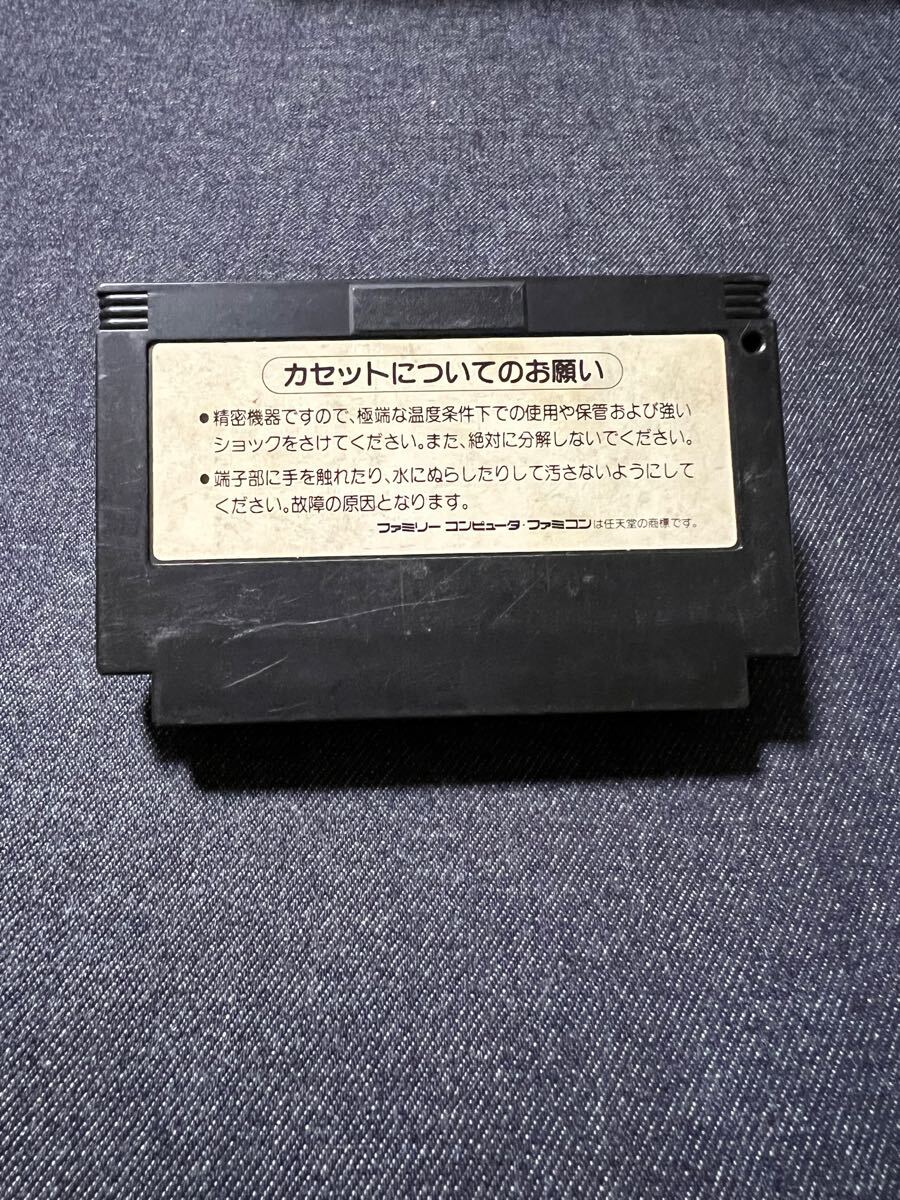 カセットについてのお願い
●精密機器ですので、極端な温度条件下での使用や保管および強い
ショックをさけてください。また、絶対に分解しないでください。
●端子部に手を触れたり、水にぬらしたりして汚さないようにして
ください。故障の原因となります。
ファミリーコンピュータ・ファミコンは任天堂の商標です。